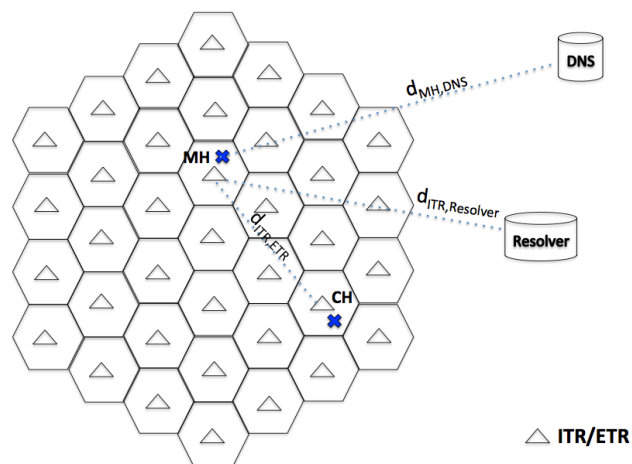 DNS
d_MH,DNS
MH
d_ITR,Resolver
Resolver
d_ITR,ETR
CH
ITR/ETR